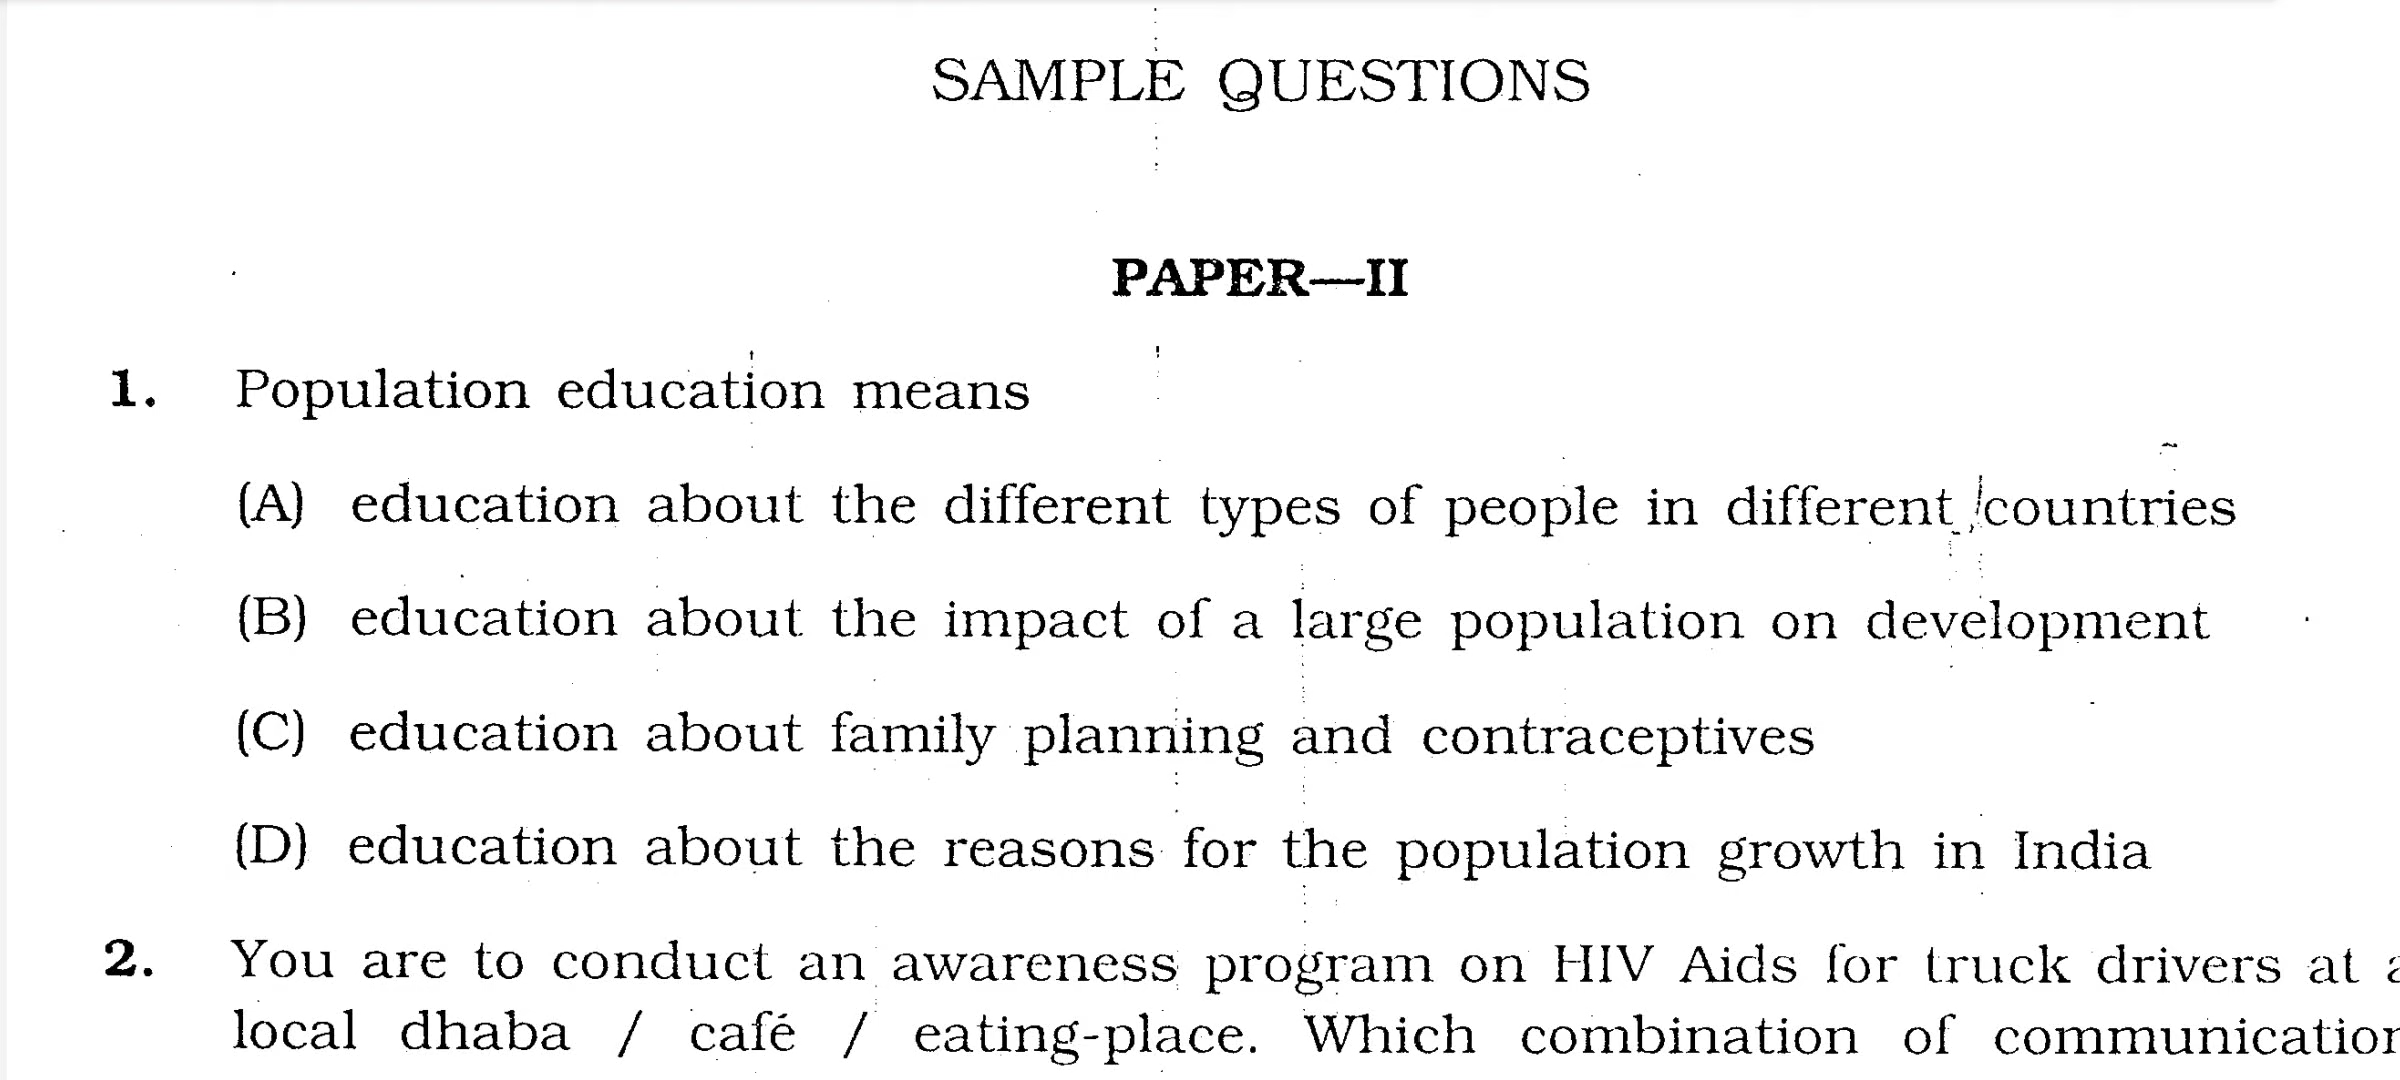 SAMPLE QUESTIONS
PAPER—II
1. Population education means
(A) education about the different types of people in different countries
(B) education about the impact of a large population on development
(C) education about family planning and contraceptives
(D) education about the reasons for the population growth in India
2. You are to conduct an awareness program on HIV Aids for truck drivers at
local dhaba / café / eating-place. Which combination of